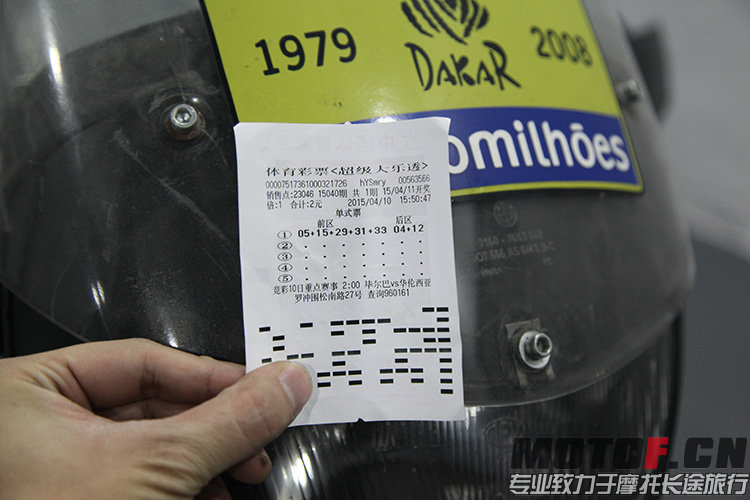 1979
2008
DAKAR
omilhões
体育彩票<超级大乐透>
00007517361000321726 hYSmry 00563566
销售点:23046 15040期 共 1期 15/04/11开奖
倍:1 合计:2元 2015/04/10 15:50:47
单式票
前区 后区
① 05+15+29+31+33 04+12
②
③
④
⑤
竞彩10日重点赛事 2:00 毕尔巴vs华伦西亚
罗冲围松南路27号 查询960161
MOTOF.CN
专业致力于摩托长途旅行